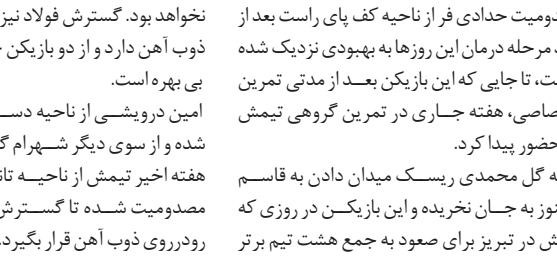 دومیت حدادی فر از ناحیه کف پای راست بعد از
مرحله درمان این روزها به بهبودی نزدیک شده
ت، تا جایی که این بازیکن بعد از مدتی تمرین
صاصی، هفته جاری در تمرین گروهی تیمش
حضور پیدا کرد.
گل محمدی ریسک میدان دادن به قاسم
نوز به جان نخریده و این بازیکن در روزی که
ش در تبریز برای صعود به جمع هشت تیم برتر
نخواهد بود. گسترش فولاد نیز
ذوب آهن دارد و از دو بازیکن
بی بهره است.
امین درویشی از ناحیه دسـ
شده و از سوی دیگر شهرام گـ
هفته اخیر تیمش از ناحیه تانـ
مصدومیت شده تا گسترش
رودرروی ذوب آهن قرار بگیرد.